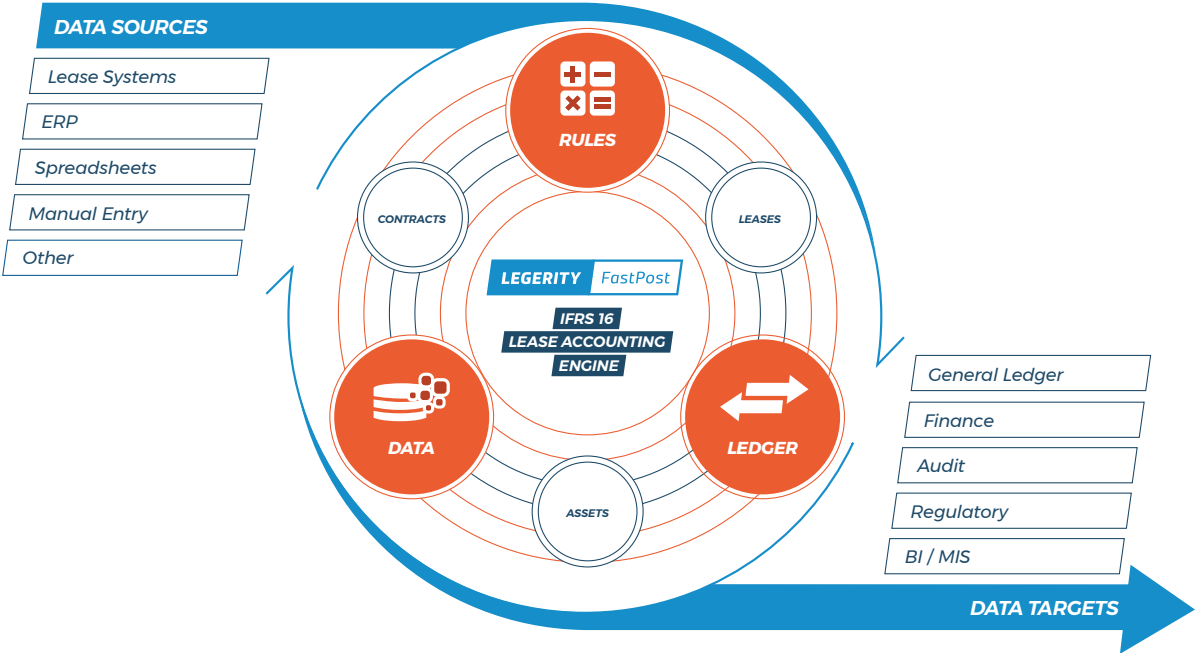 DATA SOURCES
Lease Systems
ERP
Spreadsheets
Manual Entry
Other
RULES
CONTRACTS
LEASES
LEGERITY FastPost
IFRS 16
LEASE ACCOUNTING
ENGINE
DATA
LEDGER
ASSETS
General Ledger
Finance
Audit
Regulatory
BI / MIS
DATA TARGETS